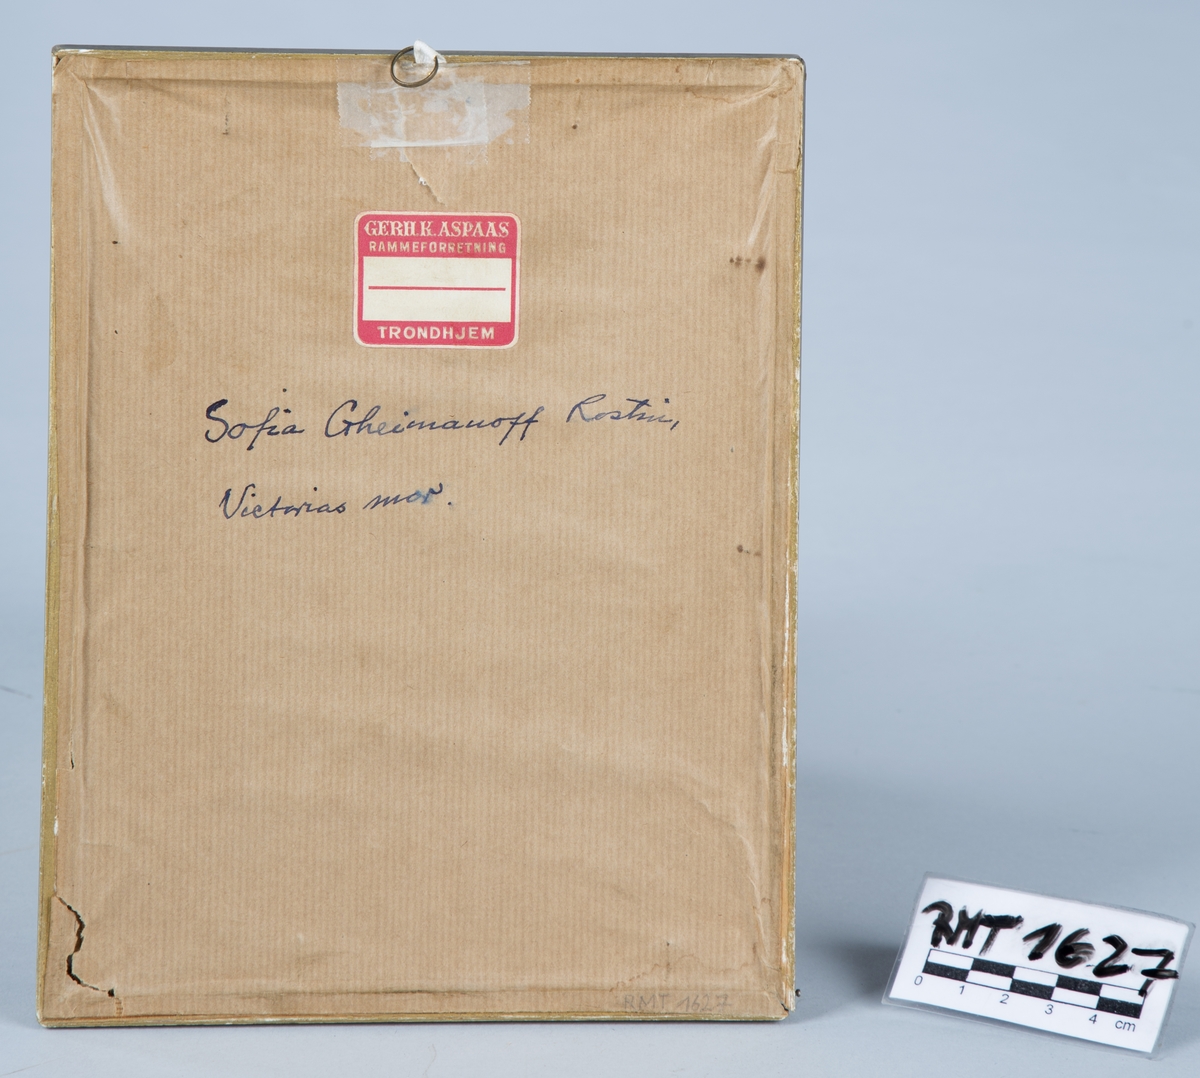 GERH. K. ASPAAS
RAMMEFORRETNING
TRONDHJEM
Sofia Gheimanoff Rostin,
Victorias mor.
RMT 1627
RMT 1627
0 1 2 3 4 cm